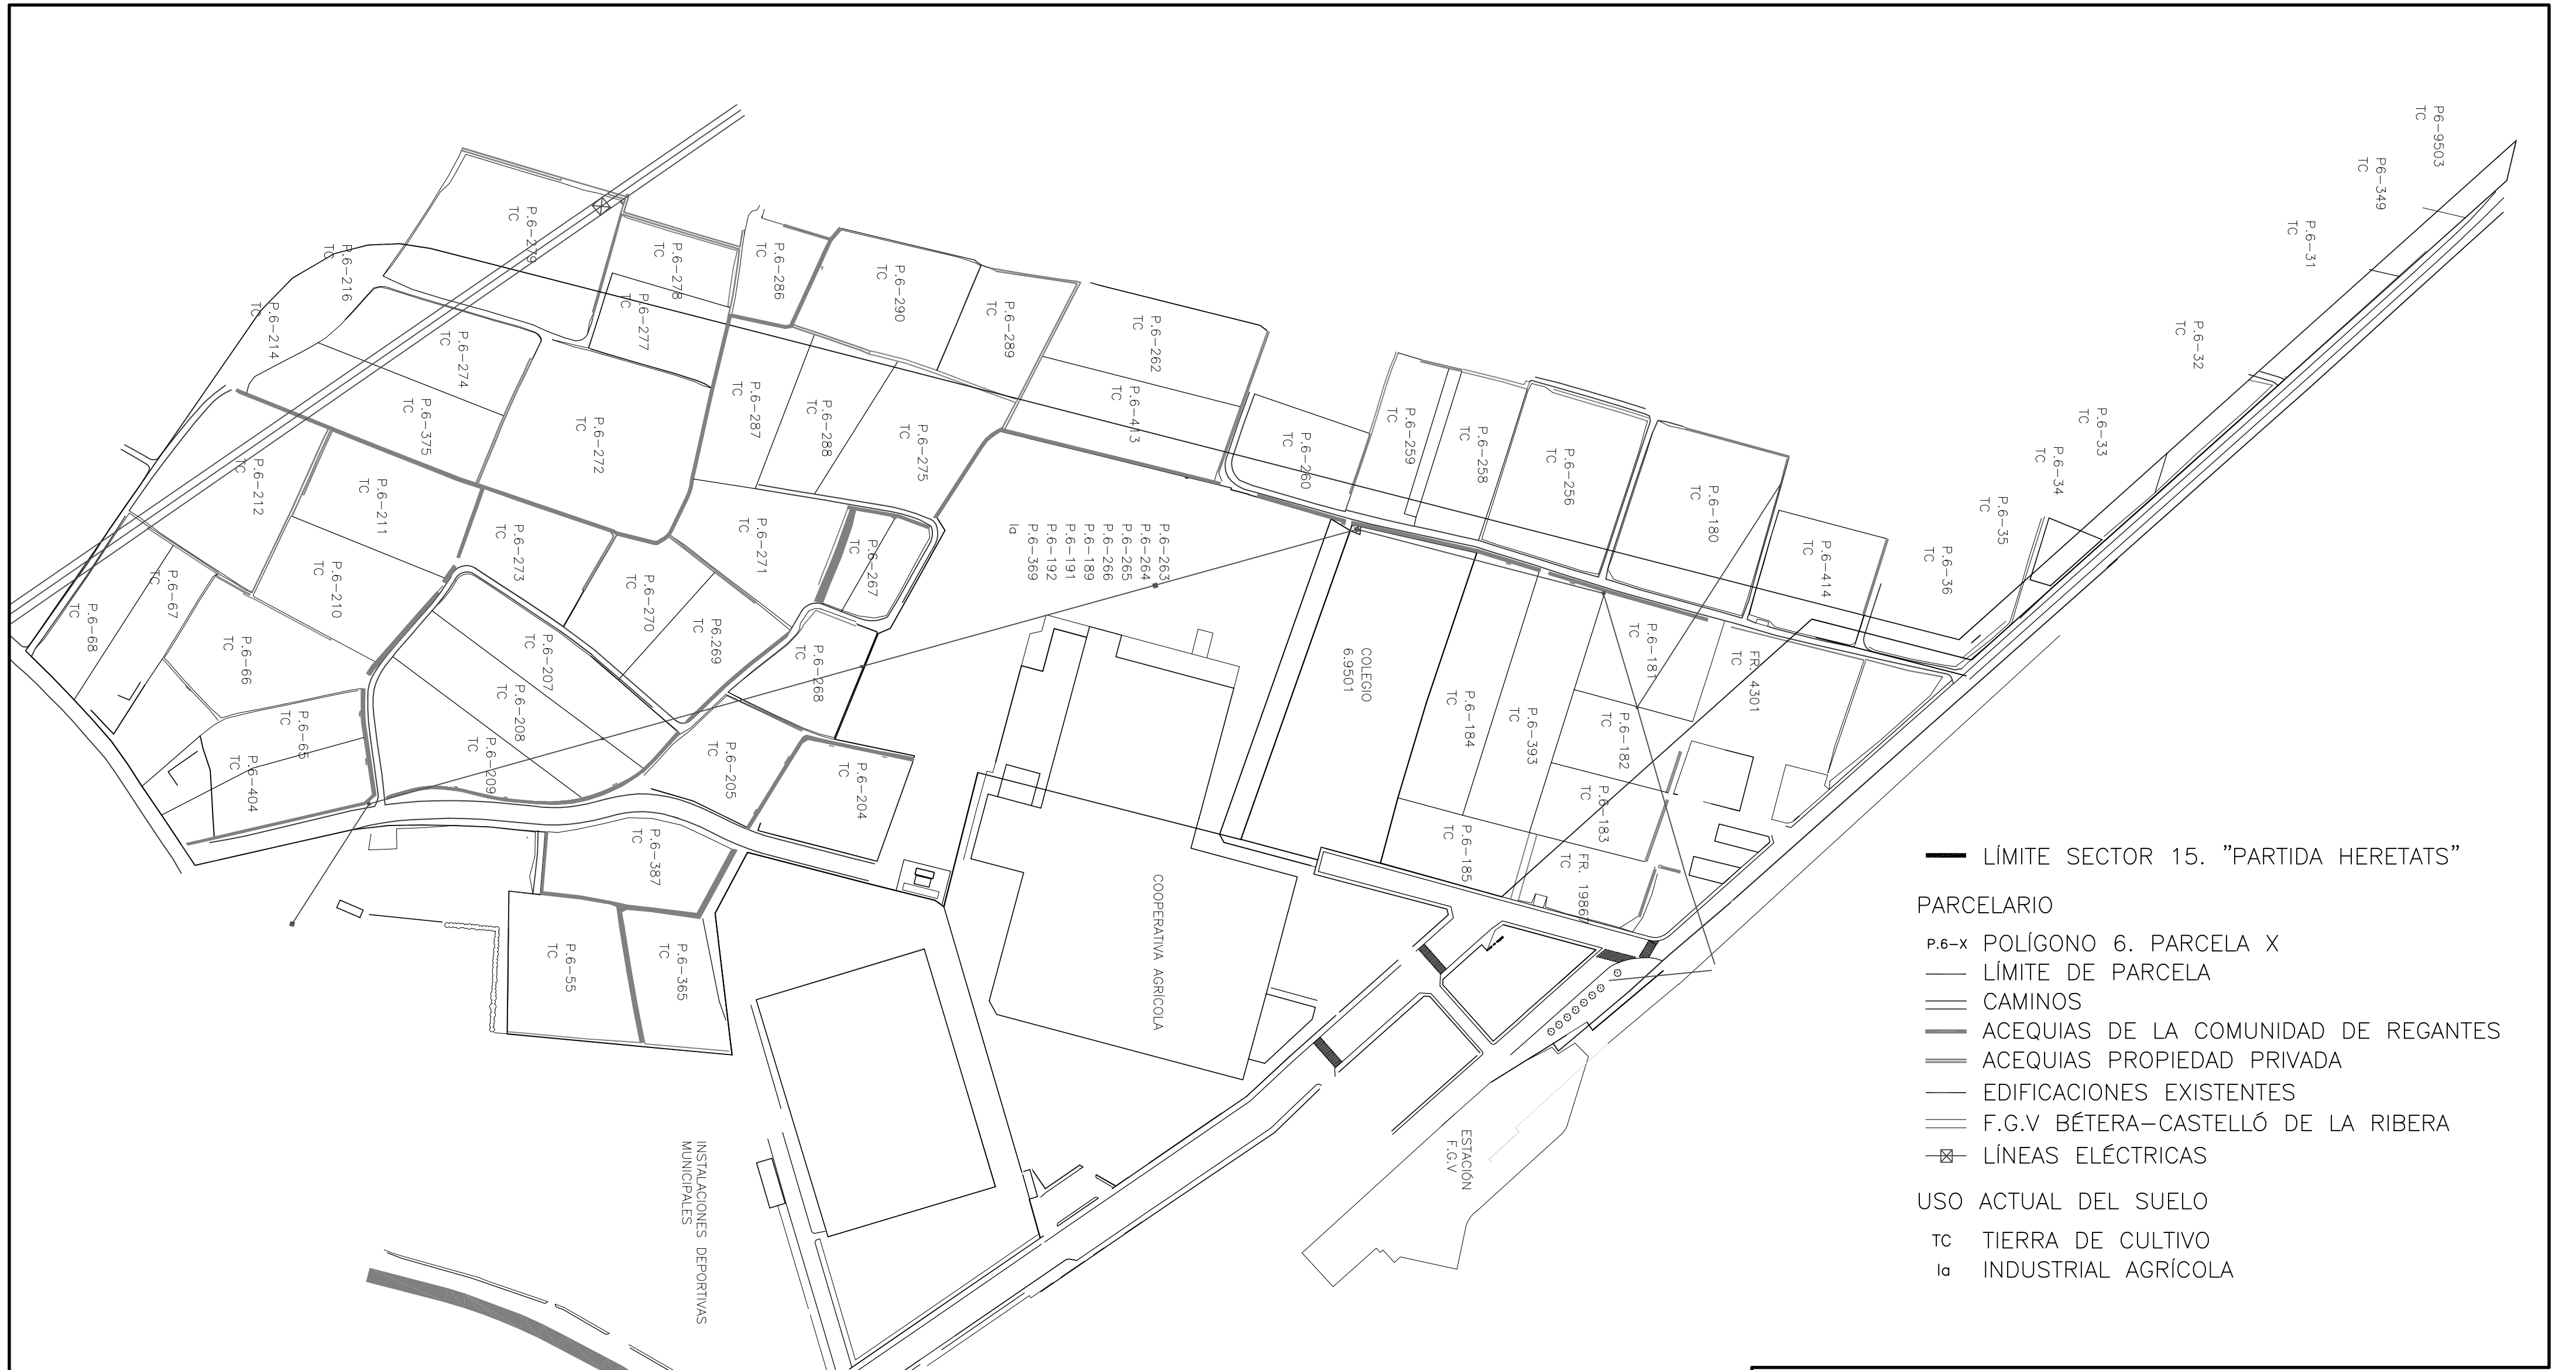 P6-9503
TC
P6-349
TC
P.6-31
TC
P.6-32
TC
P.6-33
TC
P.6-34
TC
P.6-35
TC
P.6-36
TC
P.6-279
TC
P.6-278
TC
P.6-277
TC
P.6-286
TC
P.6-290
TC
P.6-289
TC
P.6-262
TC
P.6-413
TC
P.6-260
TC
P.6-259
TC
P.6-258
TC
P.6-256
TC
P.6-180
TC
P.6-414
TC
P.6-216
TC
P.6-214
TC
P.6-274
TC
P.6-375
TC
P.6-272
TC
P.6-287
TC
P.6-288
TC
P.6-275
TC
P.6-212
TC
P.6-211
TC
P.6-210
TC
P.6-273
TC
P.6-271
TC
P.6-267
TC
P.6-270
TC
P6.269
TC
P.6-268
TC
P.6-263
P.6-264
P.6-265
P.6-266
P.6-189
P.6-191
P.6-192
P.6-369
Ia
P.6-68
TC
P.6-67
TC
P.6-66
TC
P.6-65
TC
P.6-404
TC
P.6-207
TC
P.6-208
TC
P.6-209
TC
P.6-205
TC
P.6-204
TC
P.6-387
TC
P.6-55
TC
P.6-365
TC
COLEGIO
6.9501
P.6-184
TC
P.6-393
TC
P.6-181
TC
P.6-182
TC
P.6-183
TC
P.6-185
TC
FR. 4301
TC
FR. 1986
TC
COOPERATIVA AGRÍCOLA
INSTALACIONES DEPORTIVAS
MUNICIPALES
ESTACIÓN
F.G.V
LÍMITE SECTOR 15. "PARTIDA HERETATS"
PARCELARIO
P.6-X POLÍGONO 6. PARCELA X
LÍMITE DE PARCELA
CAMINOS
ACEQUIAS DE LA COMUNIDAD DE REGANTES
ACEQUIAS PROPIEDAD PRIVADA
EDIFICACIONES EXISTENTES
F.G.V BÉTERA-CASTELLÓ DE LA RIBERA
LÍNEAS ELÉCTRICAS
USO ACTUAL DEL SUELO
TC TIERRA DE CULTIVO
Ia INDUSTRIAL AGRÍCOLA